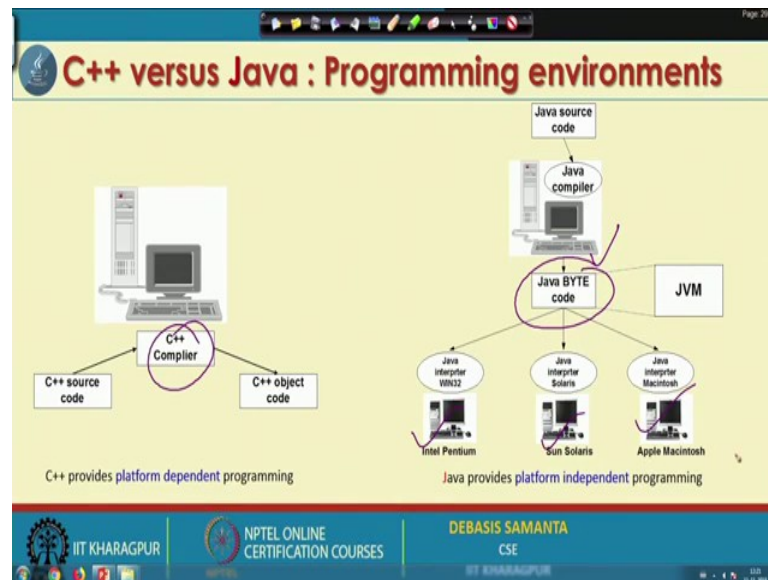 Page: 29
C++ versus Java : Programming environments
Java source
code
Java
compiler
Java BYTE
code
JVM
C++
Complier
C++ source
code
C++ object
code
Java
interprter
WIN32
Java
interprter
Solaris
Java
interprter
Macintosh
Intel Pentium
Sun Solaris
Apple Macintosh
C++ provides platform dependent programming
Java provides platform independent programming
IIT KHARAGPUR
NPTEL ONLINE
CERTIFICATION COURSES
DEBASIS SAMANTA
CSE
IIT KHARAGPUR